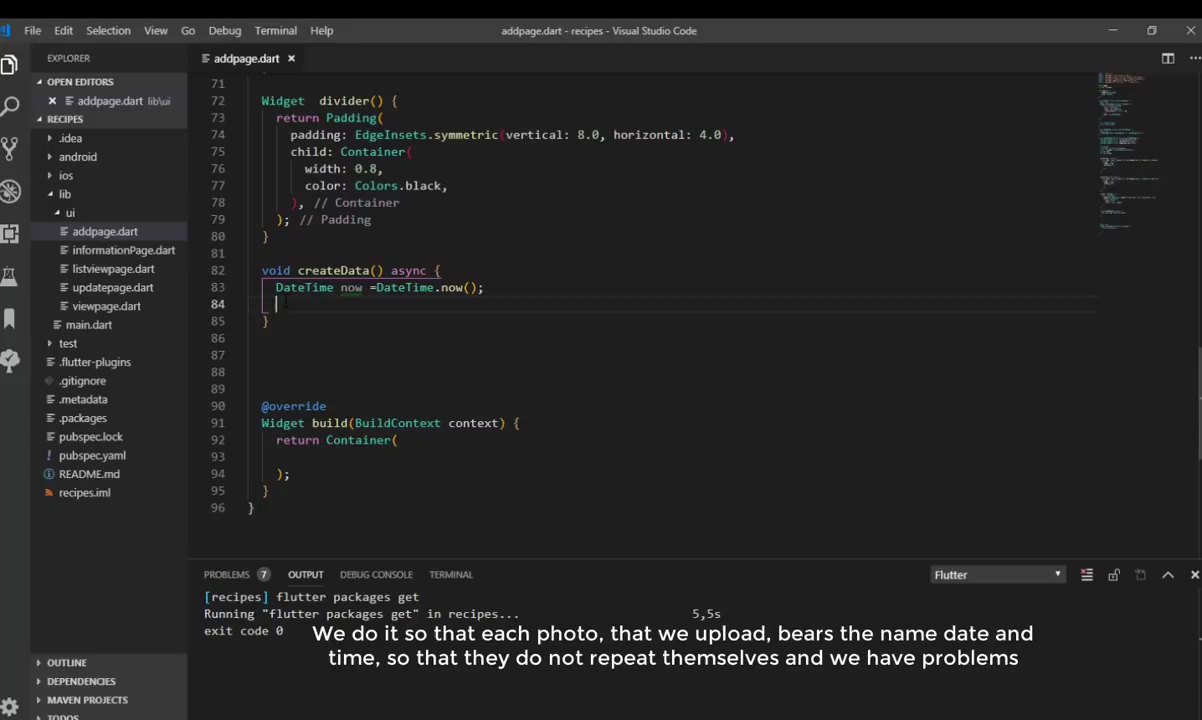 File Edit Selection View Go Debug Terminal Help
addpage.dart - recipes - Visual Studio Code
EXPLORER
OPEN EDITORS
addpage.dart lib\ui
RECIPES
.idea
android
ios
lib
ui
addpage.dart
informationPage.dart
listviewpage.dart
updatepage.dart
viewpage.dart
main.dart
test
.flutter-plugins
.gitignore
.metadata
.packages
pubspec.lock
pubspec.yaml
README.md
recipes.iml
OUTLINE
DEPENDENCIES
MAVEN PROJECTS
TODOS
addpage.dart
71
72 Widget divider() {
73 return Padding(
74 padding: EdgeInsets.symmetric(vertical: 8.0, horizontal: 4.0),
75 child: Container(
76 width: 0.8,
77 color: Colors.black,
78 ), // Container
79 ); // Padding
80 }
81
82 void createData() async {
83 DateTime now =DateTime.now();
84
85 }
86
87
88
89
90 @override
91 Widget build(BuildContext context) {
92 return Container(
93
94 );
95 }
96 }
PROBLEMS 7 OUTPUT DEBUG CONSOLE TERMINAL Flutter
[recipes] flutter packages get
Running "flutter packages get" in recipes... 5,5s
exit code 0
We do it so that each photo, that we upload, bears the name date and
time, so that they do not repeat themselves and we have problems